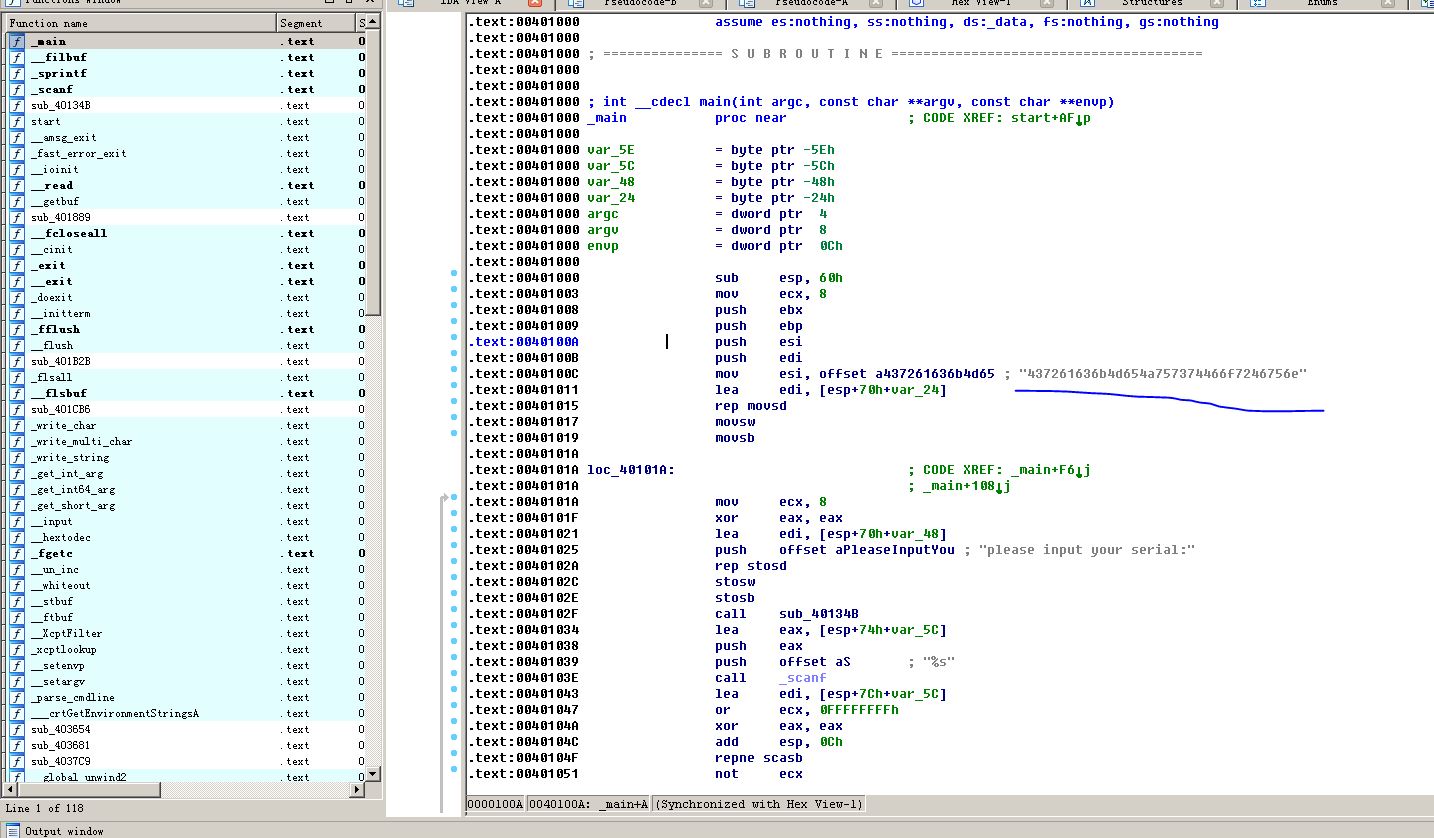 Functions window
IDA View-A Pseudocode-B Pseudocode-A Hex View-1 Structures Enums
Function name Segment S
_main .text 0
__filbuf .text 0
_sprintf .text 0
_scanf .text 0
sub_40134B .text 0
start .text 0
__amsg_exit .text 0
_fast_error_exit .text 0
__ioinit .text 0
__read .text 0
__getbuf .text 0
sub_401889 .text 0
__fcloseall .text 0
__cinit .text 0
_exit .text 0
__exit .text 0
_doexit .text 0
__initterm .text 0
_fflush .text 0
__flush .text 0
sub_401B2B .text 0
_flsall .text 0
__flsbuf .text 0
sub_401CB6 .text 0
_write_char .text 0
_write_multi_char .text 0
_write_string .text 0
_get_int_arg .text 0
_get_int64_arg .text 0
_get_short_arg .text 0
__input .text 0
__hextodec .text 0
_fgetc .text 0
__un_inc .text 0
__whiteout .text 0
__stbuf .text 0
__ftbuf .text 0
__XcptFilter .text 0
_xcptlookup .text 0
__setenvp .text 0
__setargv .text 0
_parse_cmdline .text 0
___crtGetEnvironmentStringsA .text 0
sub_403654 .text 0
sub_403681 .text 0
sub_4037C9 .text 0
__global_unwind2 .text 0
Line 1 of 118
.text:00401000 assume es:nothing, ss:nothing, ds:_data, fs:nothing, gs:nothing
.text:00401000
.text:00401000 ; =============== S U B R O U T I N E =======================================
.text:00401000
.text:00401000
.text:00401000 ; int __cdecl main(int argc, const char **argv, const char **envp)
.text:00401000 _main proc near ; CODE XREF: start+AF↓p
.text:00401000
.text:00401000 var_5E = byte ptr -5Eh
.text:00401000 var_5C = byte ptr -5Ch
.text:00401000 var_48 = byte ptr -48h
.text:00401000 var_24 = byte ptr -24h
.text:00401000 argc = dword ptr 4
.text:00401000 argv = dword ptr 8
.text:00401000 envp = dword ptr 0Ch
.text:00401000
.text:00401000 sub esp, 60h
.text:00401003 mov ecx, 8
.text:00401008 push ebx
.text:00401009 push ebp
.text:0040100A push esi
.text:0040100B push edi
.text:0040100C mov esi, offset a437261636b4d65 ; "437261636b4d654a757374466f7246756e"
.text:00401011 lea edi, [esp+70h+var_24]
.text:00401015 rep movsd
.text:00401017 movsw
.text:00401019 movsb
.text:0040101A
.text:0040101A loc_40101A: ; CODE XREF: _main+F6↓j
.text:0040101A ; _main+108↓j
.text:0040101A mov ecx, 8
.text:0040101F xor eax, eax
.text:00401021 lea edi, [esp+70h+var_48]
.text:00401025 push offset aPleaseInputYou ; "please input your serial:"
.text:0040102A rep stosd
.text:0040102C stosw
.text:0040102E stosb
.text:0040102F call sub_40134B
.text:00401034 lea eax, [esp+74h+var_5C]
.text:00401038 push eax
.text:00401039 push offset aS ; "%s"
.text:0040103E call _scanf
.text:00401043 lea edi, [esp+7Ch+var_5C]
.text:00401047 or ecx, 0FFFFFFFFh
.text:0040104A xor eax, eax
.text:0040104C add esp, 0Ch
.text:0040104F repne scasb
.text:00401051 not ecx
0000100A 0040100A: _main+A (Synchronized with Hex View-1)
Output window